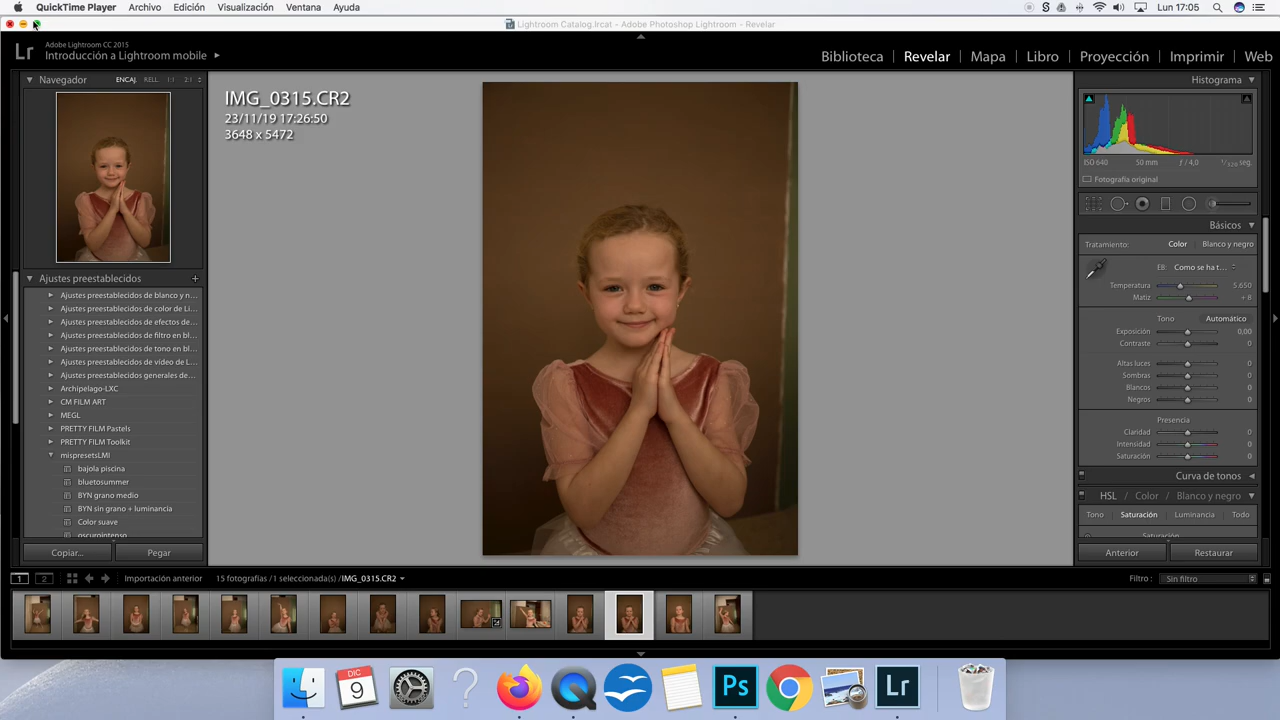 QuickTime Player Archivo Edición Visualización Ventana Ayuda Lun 17:05
Lightroom Catalog.lrcat - Adobe Photoshop Lightroom - Revelar
Lr Adobe Lightroom CC 2015
Introducción a Lightroom mobile
Biblioteca Revelar Mapa Libro Proyección Imprimir Web
Navegador ENCAJ. RELL. 1:1 2:1
IMG_0315.CR2
23/11/19 17:26:50
3648 x 5472
Ajustes preestablecidos +
Ajustes preestablecidos de blanco y n...
Ajustes preestablecidos de color de Li...
Ajustes preestablecidos de efectos de...
Ajustes preestablecidos de filtro en bl...
Ajustes preestablecidos de tono en bl...
Ajustes preestablecidos de vídeo de L...
Ajustes preestablecidos generales de...
Archipelago-LXC
CM FILM ART
MEGL
PRETTY FILM Pastels
PRETTY FILM Toolkit
mispresetsLMI
bajola piscina
bluetosummer
BYN grano medio
BYN sin grano + luminancia
Color suave
oscurointenso
Copiar... Pegar
Histograma
ISO 640 50 mm ƒ / 4,0 1/120 seg.
Fotografía original
Básicos
Tratamiento: Color Blanco y negro
EB: Como se ha t...
Temperatura 5.650
Matiz + 8
Tono Automático
Exposición 0,00
Contraste 0
Altas luces 0
Sombras 0
Blancos 0
Negros 0
Presencia
Claridad 0
Intensidad 0
Saturación 0
Curva de tonos
HSL / Color / Blanco y negro
Tono Saturación Luminancia Todo
Saturación
Anterior Restaurar
1 2 Importación anterior 15 fotografías / 1 seleccionada(s) /IMG_0315.CR2 Filtro : Sin filtro
DIC
9
?
Ps
Lr